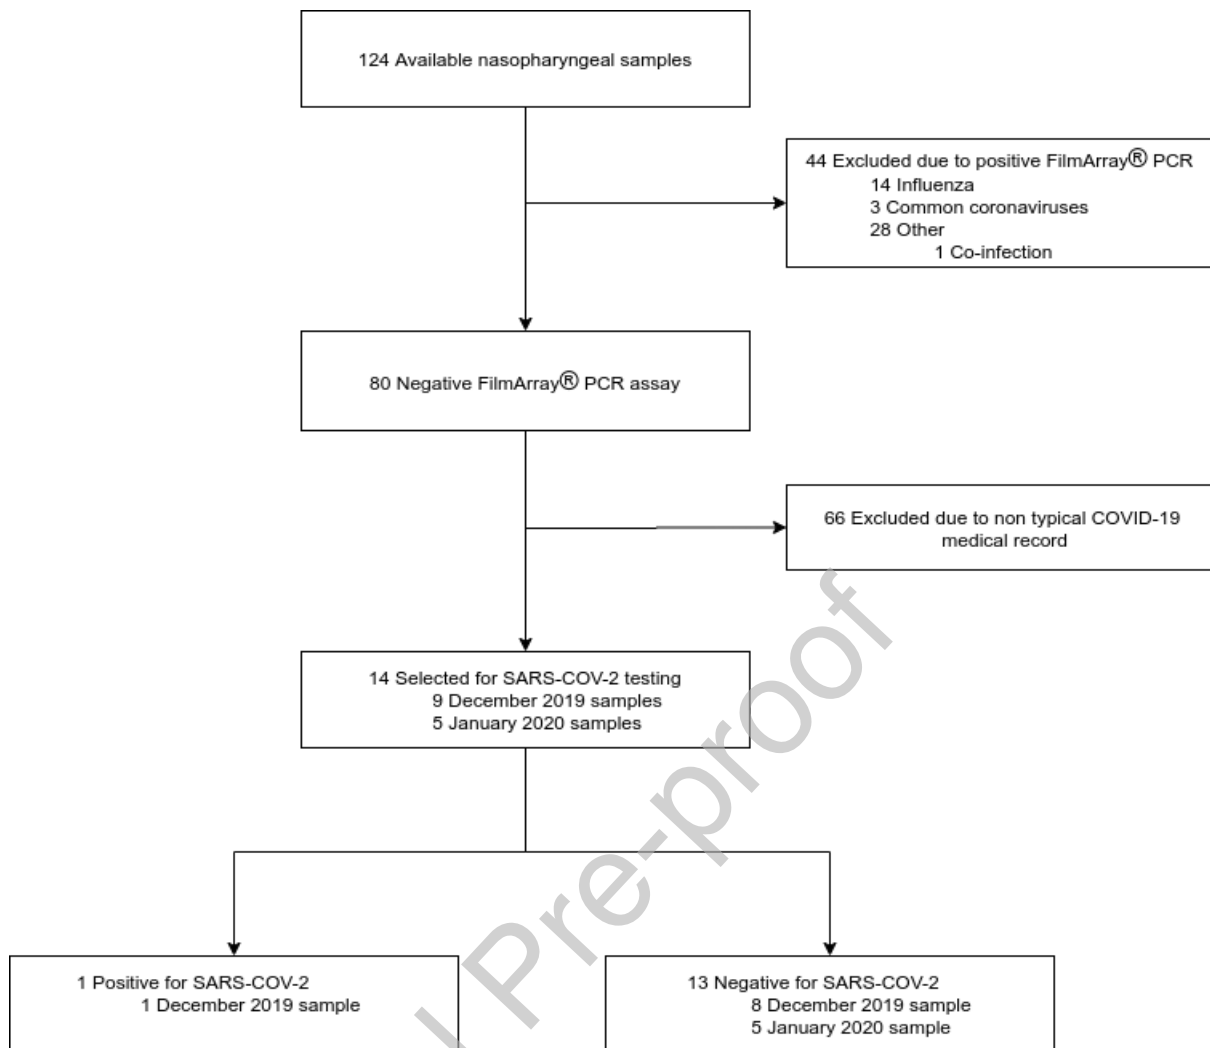 124 Available nasopharyngeal samples
44 Excluded due to positive FilmArray® PCR
14 Influenza
3 Common coronaviruses
28 Other
1 Co-infection
80 Negative FilmArray® PCR assay
66 Excluded due to non typical COVID-19
medical record
14 Selected for SARS-COV-2 testing
9 December 2019 samples
5 January 2020 samples
1 Positive for SARS-COV-2
1 December 2019 sample
13 Negative for SARS-COV-2
8 December 2019 sample
5 January 2020 sample
Pre-proof